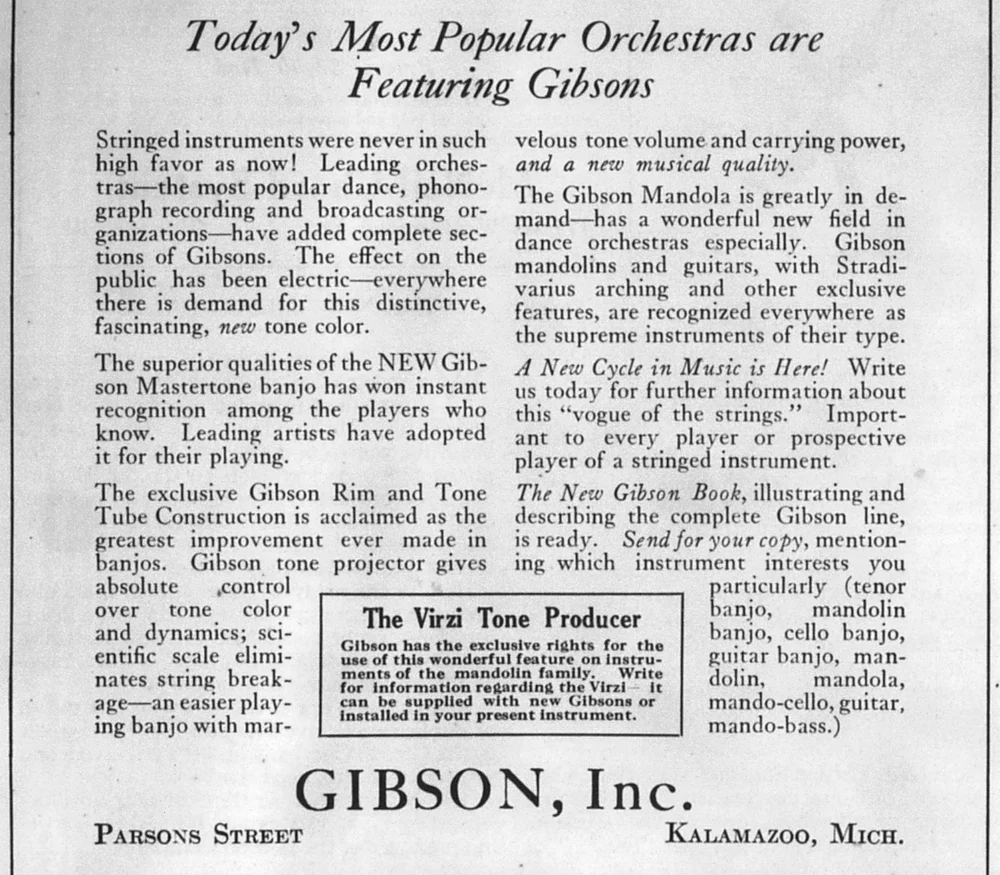 Today's Most Popular Orchestras are
Featuring Gibsons
Stringed instruments were never in such
high favor as now! Leading orches-
tras—the most popular dance, phono-
graph recording and broadcasting or-
ganizations—have added complete sec-
tions of Gibsons. The effect on the
public has been electric—everywhere
there is demand for this distinctive,
fascinating, new tone color.
The superior qualities of the NEW Gib-
son Mastertone banjo has won instant
recognition among the players who
know. Leading artists have adopted
it for their playing.
The exclusive Gibson Rim and Tone
Tube Construction is acclaimed as the
greatest improvement ever made in
banjos. Gibson tone projector gives
absolute control
over tone color
and dynamics; sci-
entific scale elimi-
nates string break-
age—an easier play-
ing banjo with mar-
velous tone volume and carrying power,
and a new musical quality.
The Gibson Mandola is greatly in de-
mand—has a wonderful new field in
dance orchestras especially. Gibson
mandolins and guitars, with Stradi-
varius arching and other exclusive
features, are recognized everywhere as
the supreme instruments of their type.
A New Cycle in Music is Here! Write
us today for further information about
this "vogue of the strings." Import-
ant to every player or prospective
player of a stringed instrument.
The New Gibson Book, illustrating and
describing the complete Gibson line,
is ready. Send for your copy, mention-
ing which instrument interests you
particularly (tenor
banjo, mandolin
banjo, cello banjo,
guitar banjo, man-
dolin, mandola,
mando-cello, guitar,
mando-bass.)
The Virzi Tone Producer
Gibson has the exclusive rights for the
use of this wonderful feature on instru-
ments of the mandolin family. Write
for information regarding the Virzi—it
can be supplied with new Gibsons or
installed in your present instrument.
GIBSON, Inc.
PARSONS STREET
KALAMAZOO, MICH.